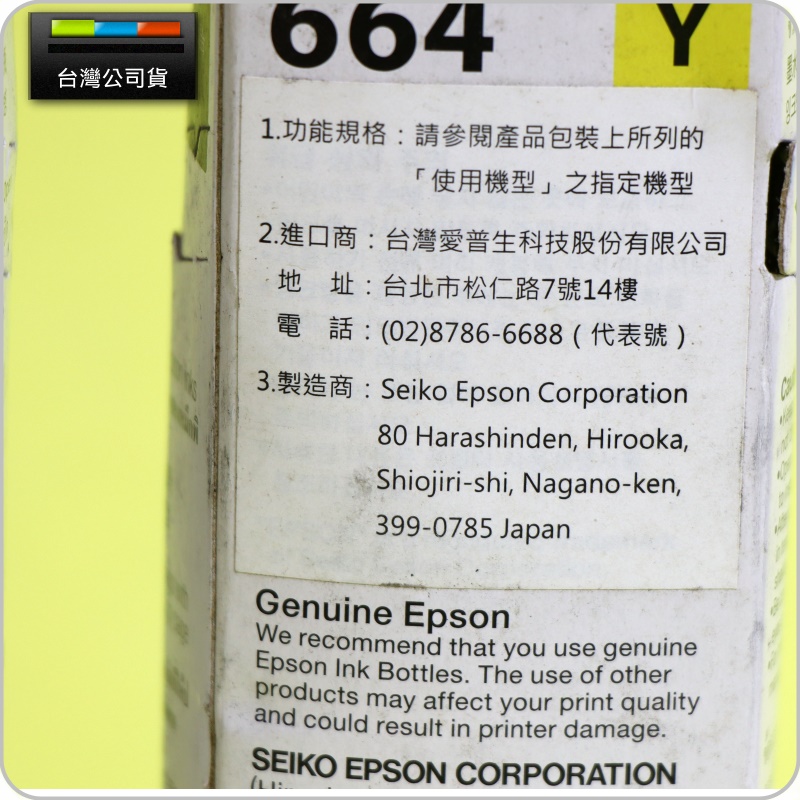 台灣公司貨
664
Y
1.功能規格：請參閱產品包裝上所列的
「使用機型」之指定機型
2.進口商：台灣愛普生科技股份有限公司
地　址：台北市松仁路7號14樓
電　話：(02)8786-6688（代表號）
3.製造商：Seiko Epson Corporation
80 Harashinden, Hirooka,
Shiojiri-shi, Nagano-ken,
399-0785 Japan
Genuine Epson
We recommend that you use genuine
Epson Ink Bottles. The use of other
products may affect your print quality
and could result in printer damage.
SEIKO EPSON CORPORATION